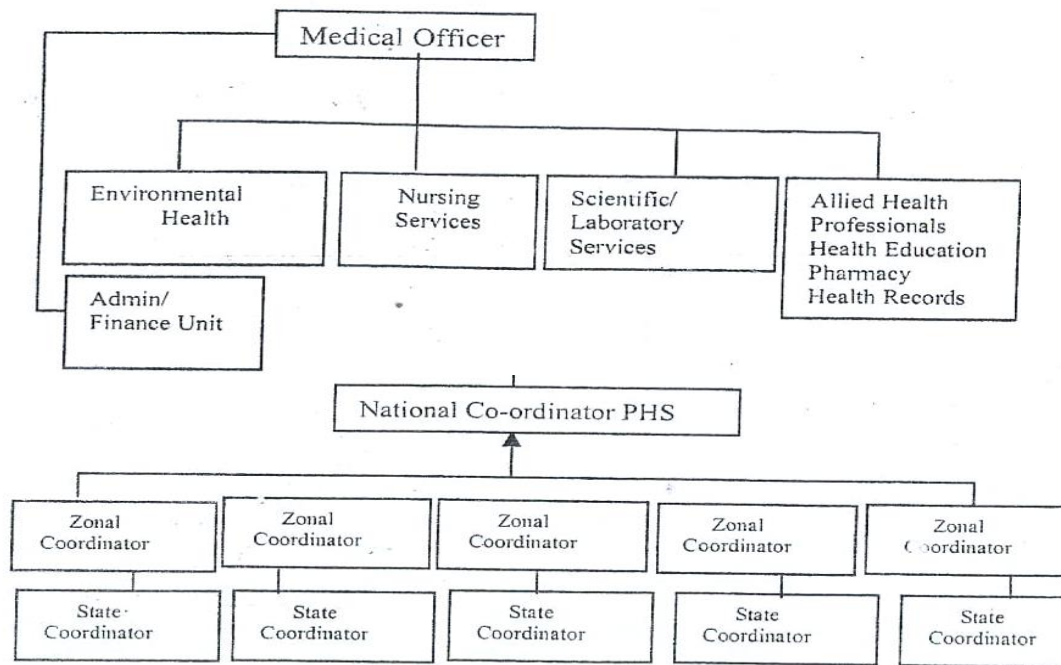 Medical Officer
Environmental
Health
Nursing
Services
Scientific/
Laboratory
Services
Allied Health
Professionals
Health Education
Pharmacy
Health Records
Admin/
Finance Unit
National Co-ordinator PHS
Zonal
Coordinator
Zonal
Coordinator
Zonal
Coordinator
Zonal
Coordinator
Zonal
Coordinator
State
Coordinator
State
Coordinator
State
Coordinator
State
Coordinator
State
Coordinator